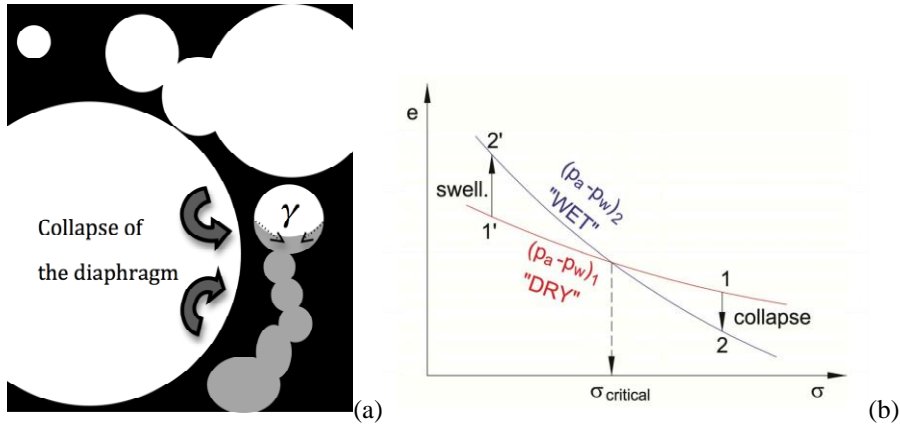 Collapse of
the diaphragm
γ
(a)
e
2'
swell.
1'
(pa-pw)2
"WET"
(pa-pw)1
"DRY"
1
collapse
2
σcritical
σ
(b)